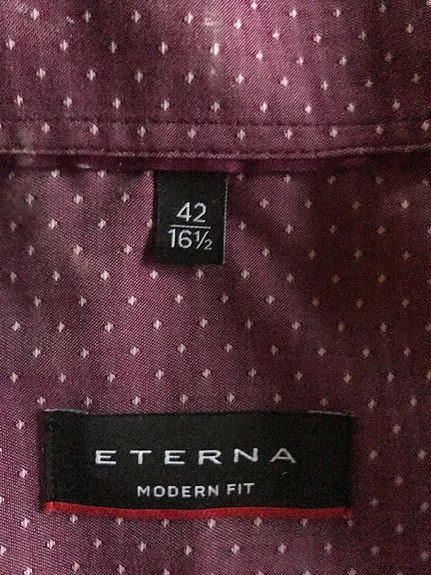 42
16½
ETERNA
MODERN FIT